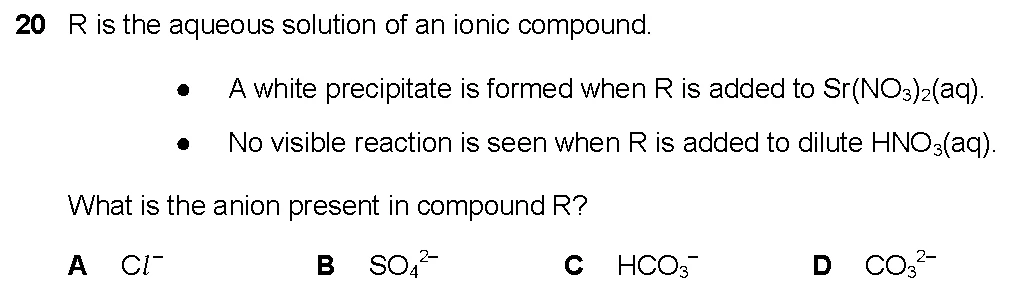 20 R is the aqueous solution of an ionic compound.
● A white precipitate is formed when R is added to Sr(NO₃)₂(aq).
● No visible reaction is seen when R is added to dilute HNO₃(aq).
What is the anion present in compound R?
A Cl⁻ B SO₄²⁻ C HCO₃⁻ D CO₃²⁻